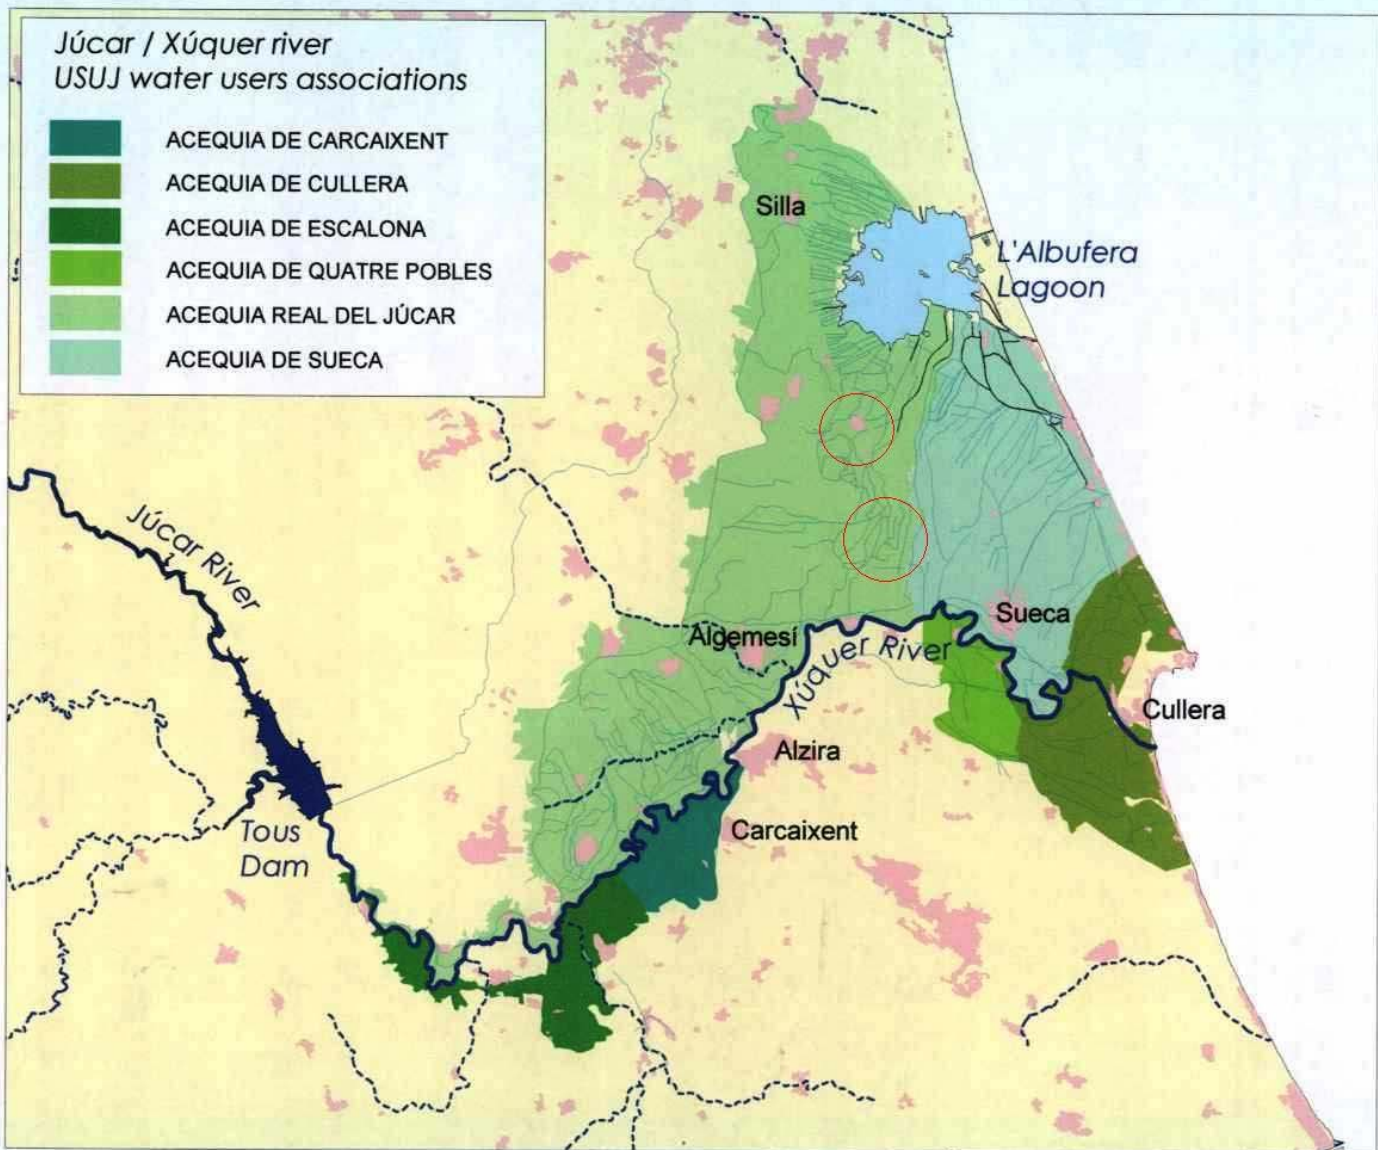 Júcar / Xúquer river
USUJ water users associations
ACEQUIA DE CARCAIXENT
ACEQUIA DE CULLERA
ACEQUIA DE ESCALONA
ACEQUIA DE QUATRE POBLES
ACEQUIA REAL DEL JÚCAR
ACEQUIA DE SUECA
Silla
L'Albufera
Lagoon
Júcar River
Sueca
Algemesí
Xúquer River
Cullera
Alzira
Tous
Dam
Carcaixent